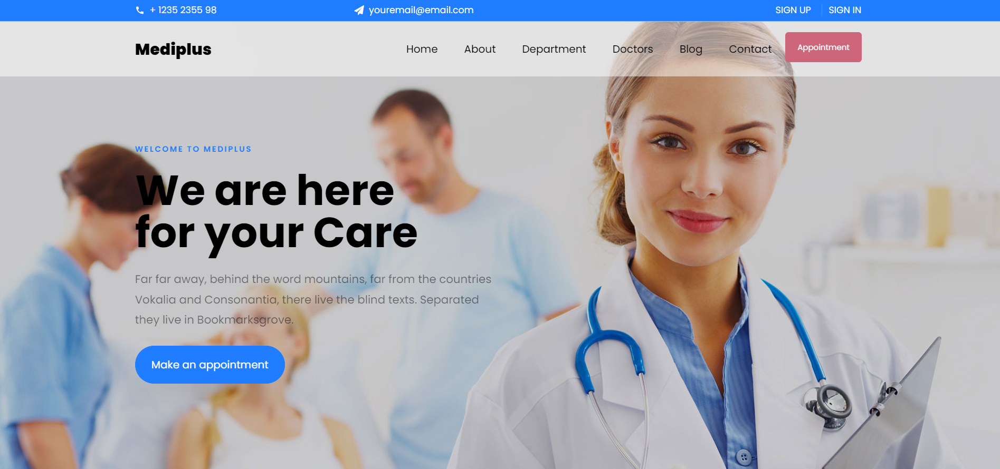 + 1235 2355 98
youremail@email.com
SIGN UP
SIGN IN
Mediplus
Home
About
Department
Doctors
Blog
Contact
Appointment
WELCOME TO MEDIPLUS
We are here
for your Care
Far far away, behind the word mountains, far from the countries
Vokalia and Consonantia, there live the blind texts. Separated
they live in Bookmarksgrove.
Make an appointment